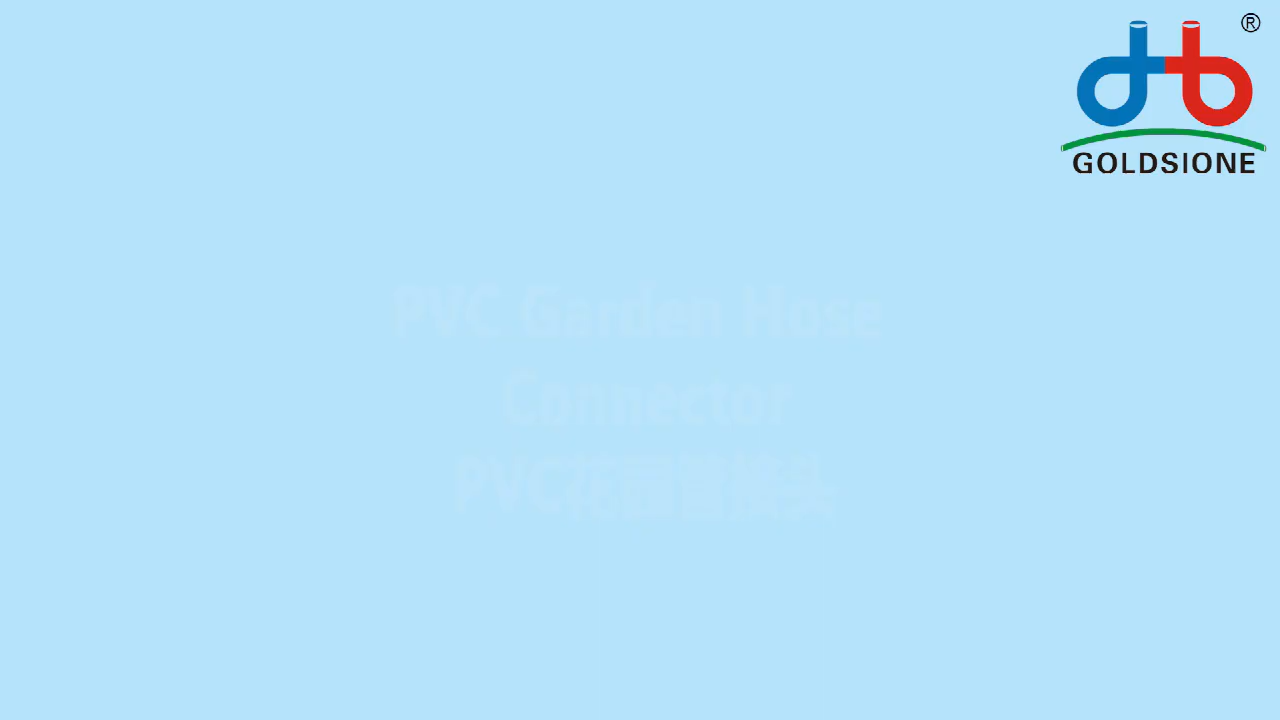 ®
GOLDSIONE
PVC Garden Hose
Connector
PVC花园管接头